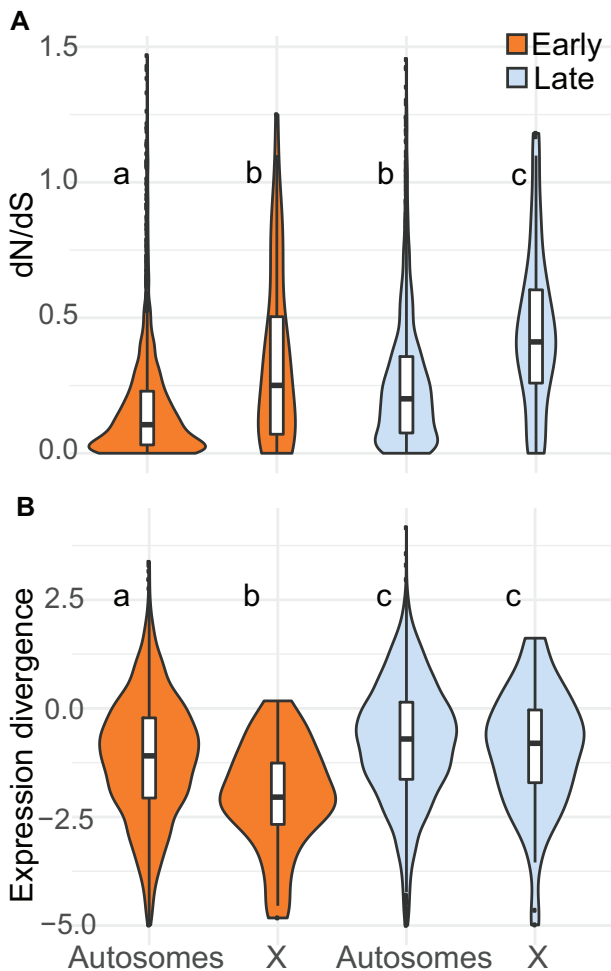 A
Early
Late
dN/dS
1.5
1.0
0.5
0.0
a
b
b
c
B
Expression divergence
2.5
0.0
−2.5
−5.0
a
b
c
c
Autosomes X Autosomes X